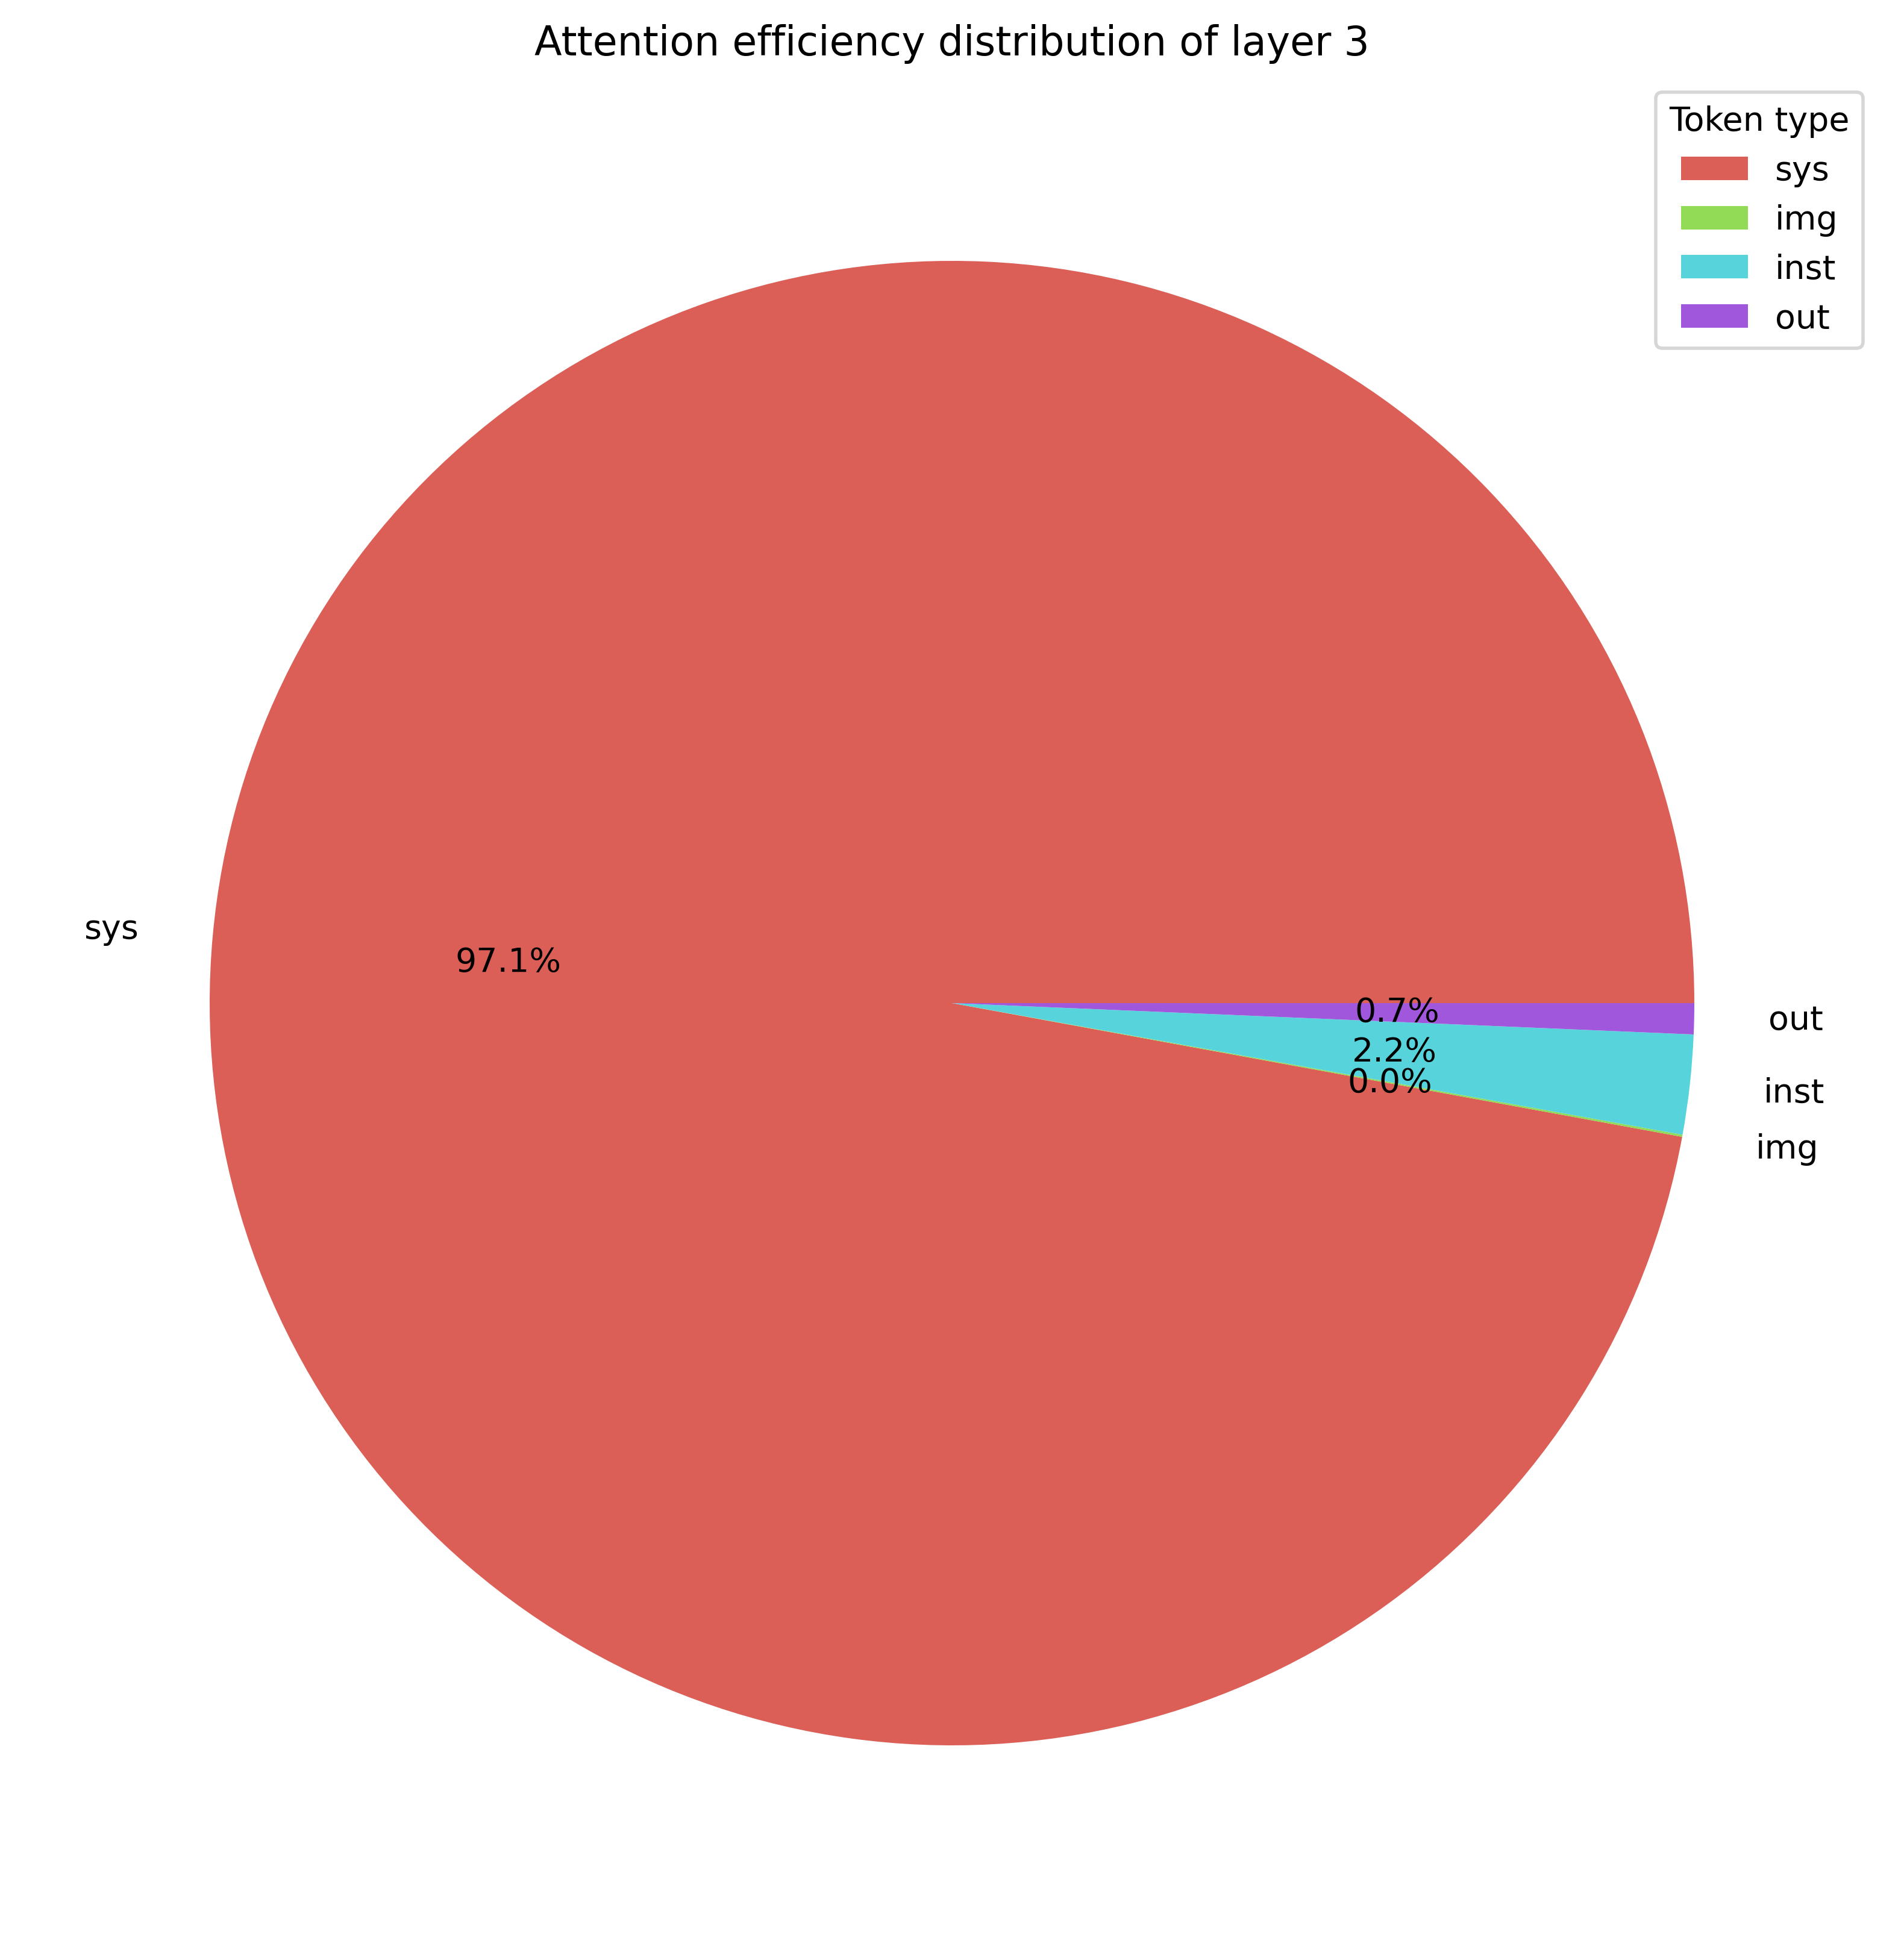 Attention efficiency distribution of layer 3
Token type
sys
img
inst
out
sys
97.1%
0.7%
out
2.2%
inst
0.0%
img